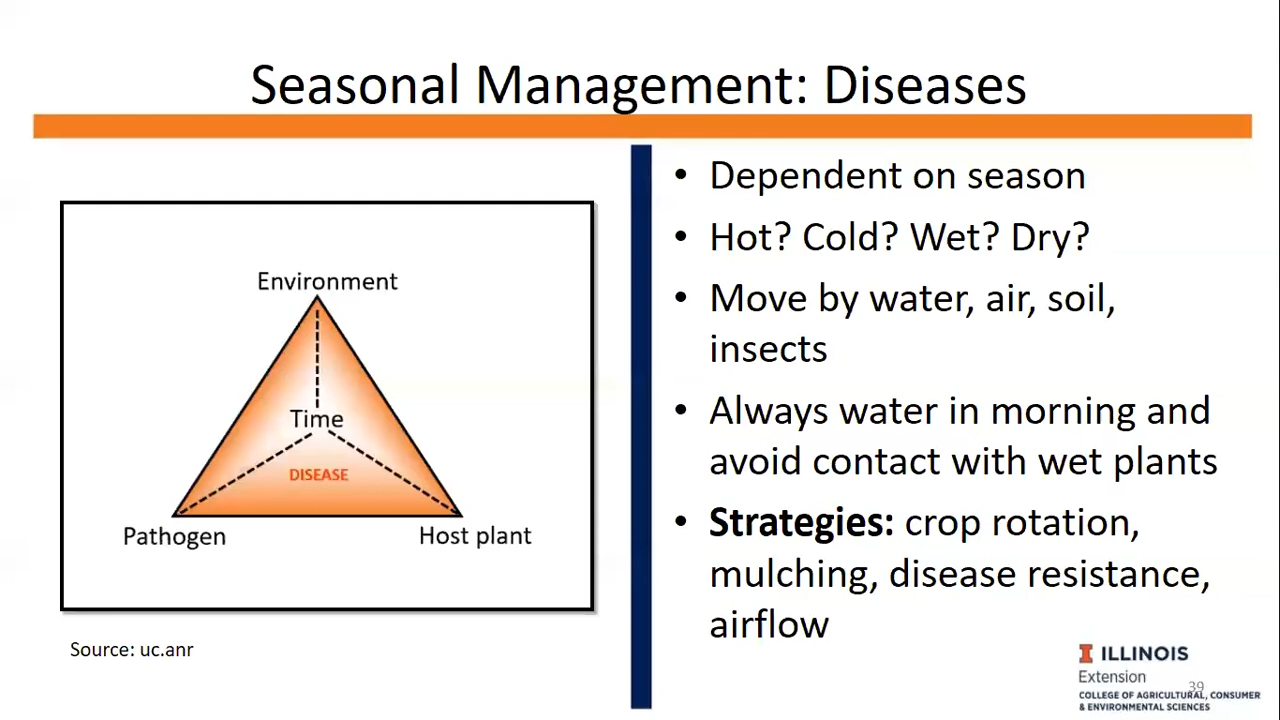 Seasonal Management: Diseases
Environment
Time
DISEASE
Pathogen
Host plant
Source: uc.anr
• Dependent on season
• Hot? Cold? Wet? Dry?
• Move by water, air, soil,
insects
• Always water in morning and
avoid contact with wet plants
• Strategies: crop rotation,
mulching, disease resistance,
airflow
I ILLINOIS
Extension
39
COLLEGE OF AGRICULTURAL, CONSUMER
& ENVIRONMENTAL SCIENCES